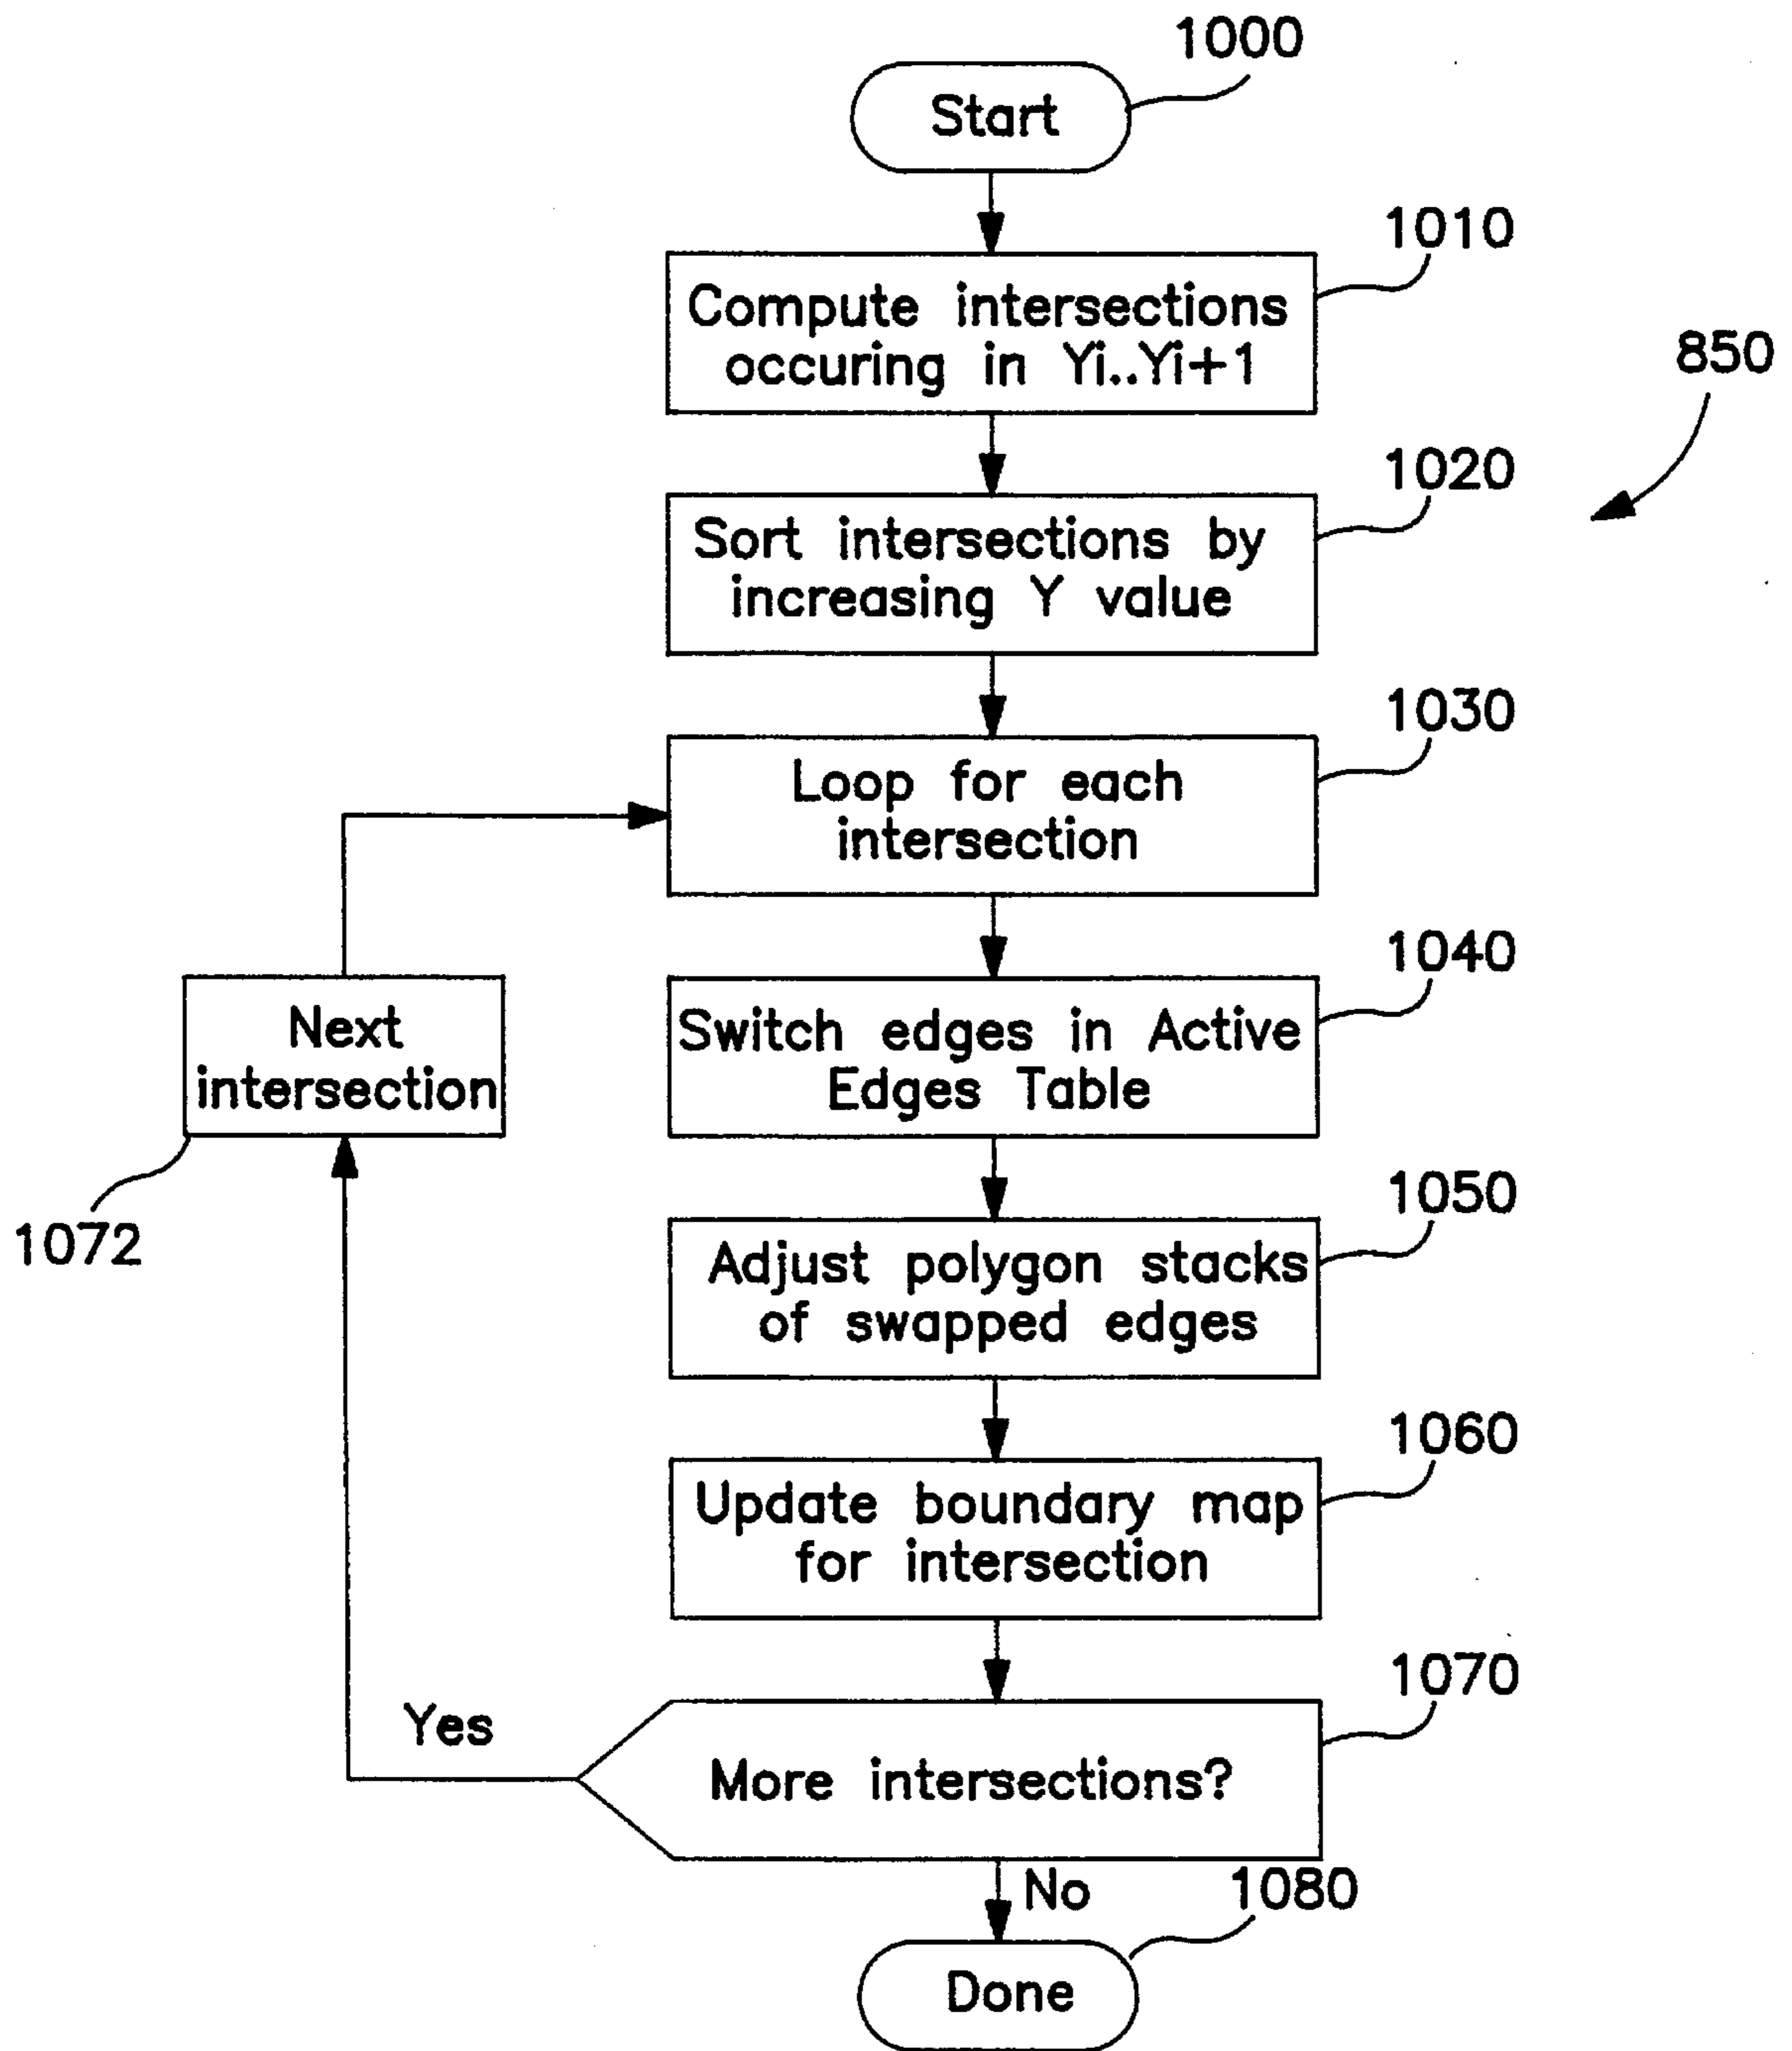 1000
Start
1010
Compute intersections
occuring in Yi..Yi+1
850
1020
Sort intersections by
increasing Y value
1030
Loop for each
intersection
1040
Switch edges in Active
Edges Table
Next
intersection
1072
1050
Adjust polygon stacks
of swapped edges
1060
Update boundary map
for intersection
1070
Yes
More intersections?
No
1080
Done